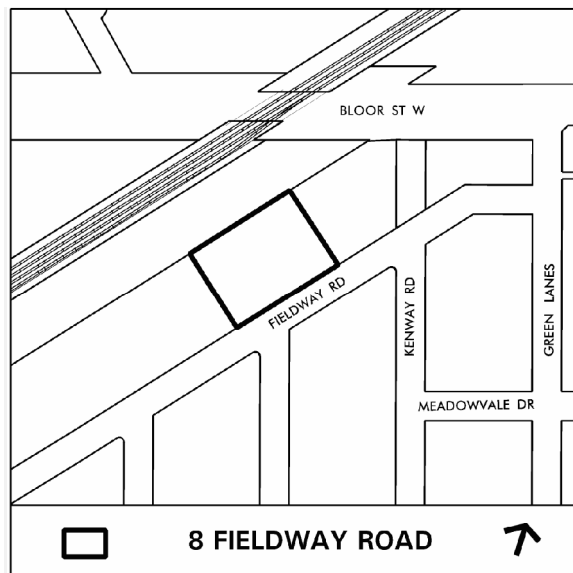 BLOOR ST W
FIELDWAY RD
KENWAY RD
GREEN LANES
MEADOWVALE DR
8 FIELDWAY ROAD